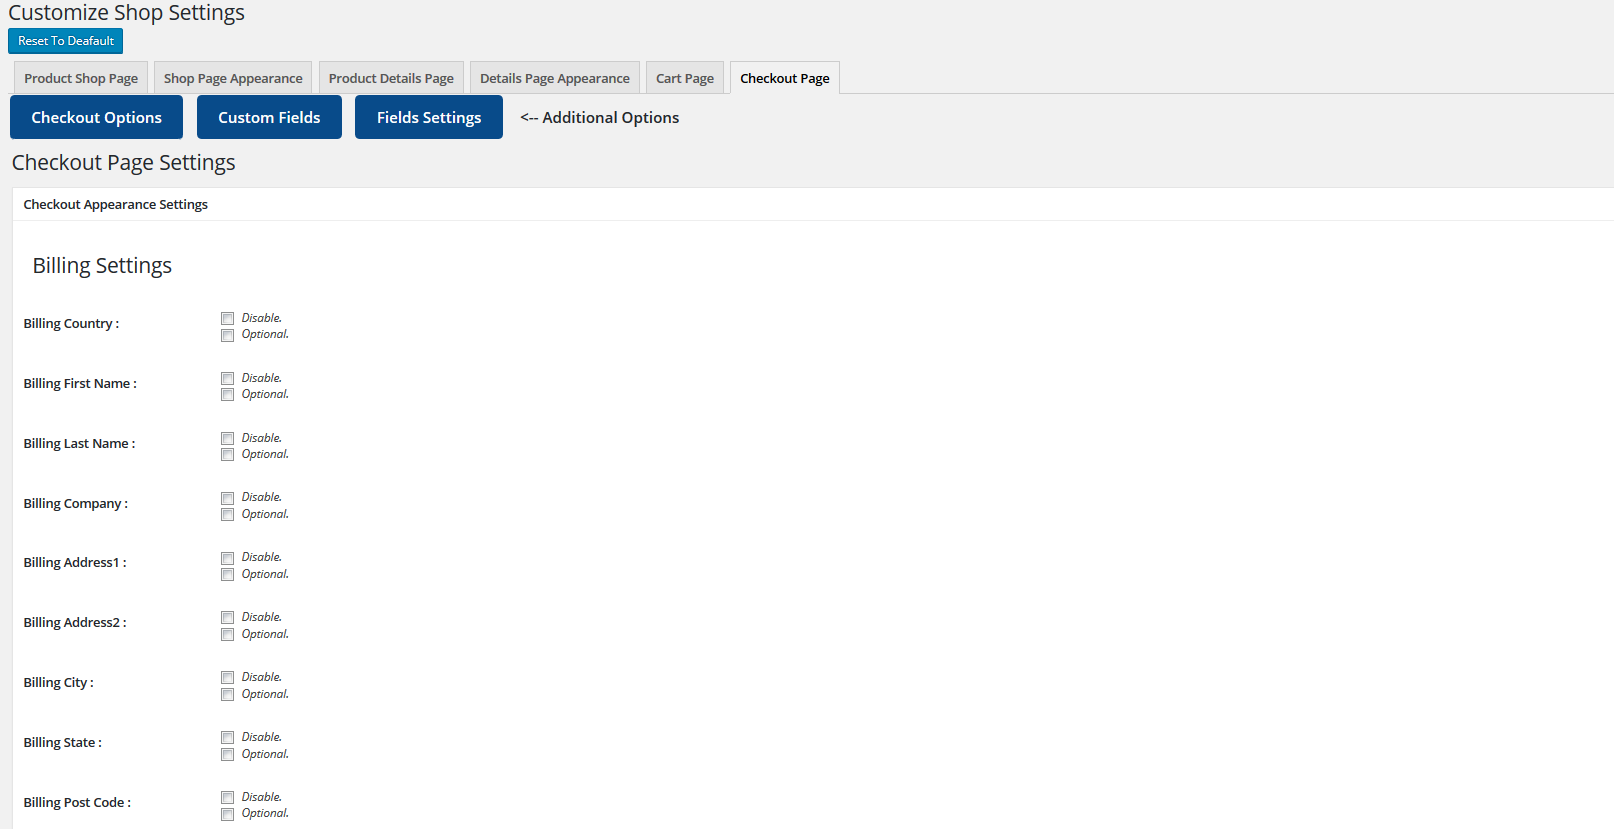 Customize Shop Settings
Reset To Deafault
Product Shop Page Shop Page Appearance Product Details Page Details Page Appearance Cart Page Checkout Page
Checkout Options Custom Fields Fields Settings <-- Additional Options
Checkout Page Settings
Checkout Appearance Settings
Billing Settings
Billing Country :
Disable.
Optional.
Billing First Name :
Disable.
Optional.
Billing Last Name :
Disable.
Optional.
Billing Company :
Disable.
Optional.
Billing Address1 :
Disable.
Optional.
Billing Address2 :
Disable.
Optional.
Billing City :
Disable.
Optional.
Billing State :
Disable.
Optional.
Billing Post Code :
Disable.
Optional.